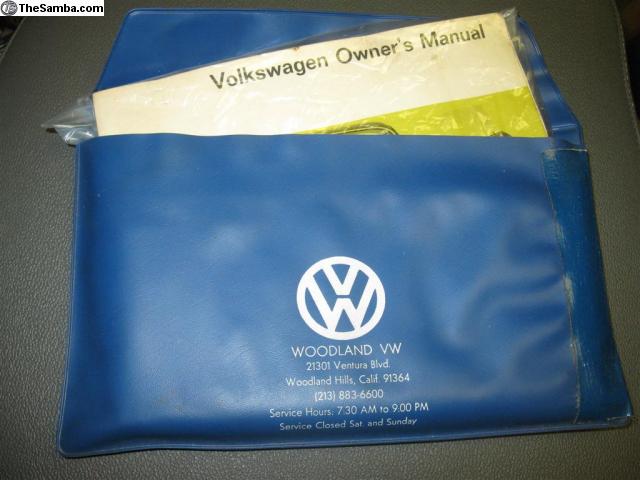 TheSamba.com
Volkswagen Owner's Manual
WOODLAND VW
21301 Ventura Blvd.
Woodland Hills, Calif. 91364
(213) 883-6600
Service Hours: 7:30 AM to 9:00 PM
Service Closed Sat. and Sunday